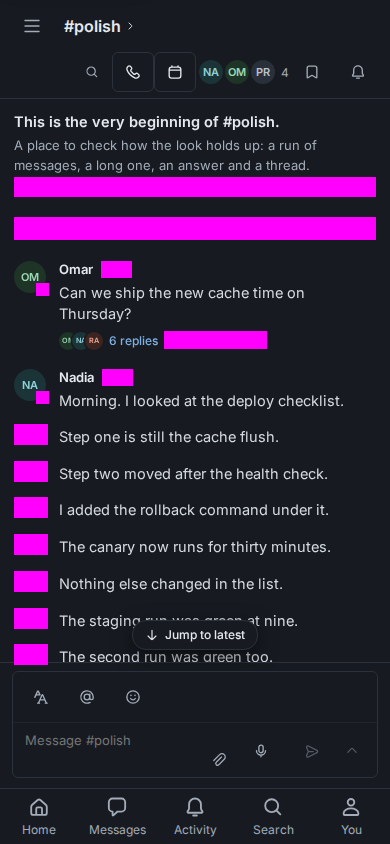 #polish
NA OM PR 4
This is the very beginning of #polish.
A place to check how the look holds up: a run of
messages, a long one, an answer and a thread.
OM
Omar
Can we ship the new cache time on
Thursday?
RA
6 replies
NA
Nadia
Morning. I looked at the deploy checklist.
Step one is still the cache flush.
Step two moved after the health check.
I added the rollback command under it.
The canary now runs for thirty minutes.
Nothing else changed in the list.
The staging run was green at nine.
Jump to latest
The second run was green too.
Message #polish
Home Messages Activity Search You